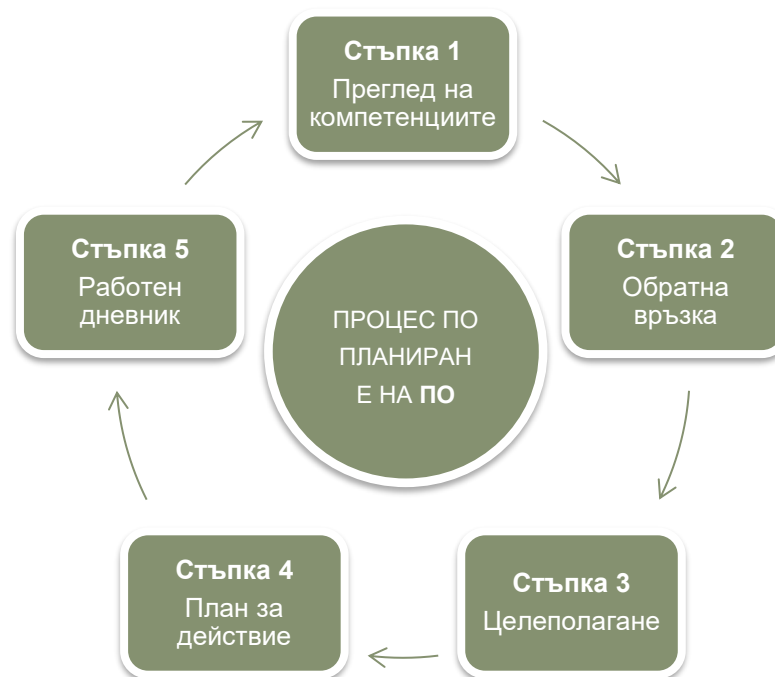 Стъпка 1
Преглед на
компетенциите
Стъпка 2
Обратна
връзка
Стъпка 3
Целеполагане
Стъпка 4
План за
действие
Стъпка 5
Работен
дневник
ПРОЦЕС ПО
ПЛАНИРАН
Е НА ПО